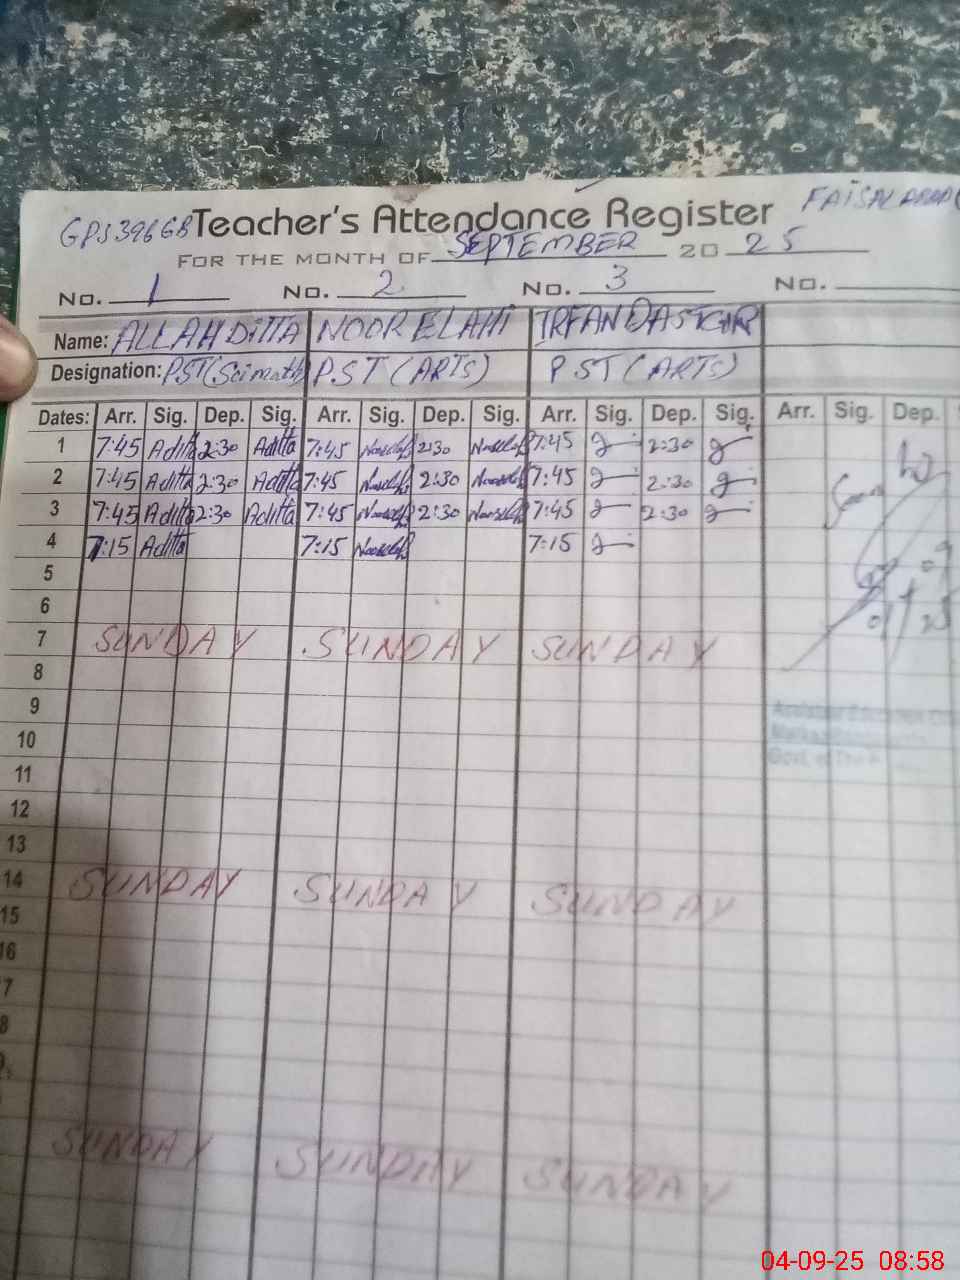 GPS396GB Teacher's Attendance Register FAISALABAD
FOR THE MONTH OF SEPTEMBER 20 25
No. 1 No. 2 No. 3 No.
Name: ALLAH DITTA NOOR ELAHI IRFAN DASTGIR
Designation: PST (Sci math) P.S.T (ARTS) P ST (ARTS)
Dates: Arr. Sig. Dep. Sig. Arr. Sig. Dep. Sig. Arr. Sig. Dep. Sig. Arr. Sig. Dep.
1 7:45 Aditta 2:30 Aditta 7:45 2:30 7:45 2:30
2 7:45 Aditta 2:30 Aditta 7:45 2:30 7:45 2:30
3 7:45 Aditta 2:30 Aditta 7:45 2:30 7:45 2:30
4 7:15 Aditta 7:15 7:15
5
6
7 SUNDAY SUNDAY SUNDAY
8
9
10
11
12
13
14 SUNDAY SUNDAY SUNDAY
15
16
7
8
SUNDAY SUNDAY SUNDAY
04-09-25 08:58